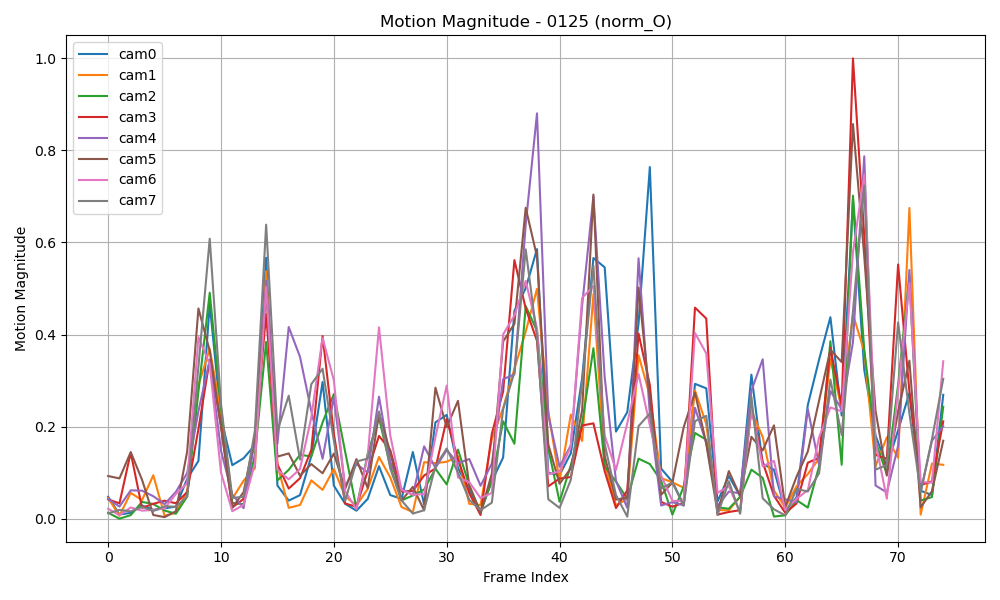 Motion Magnitude - 0125 (norm_O)
cam0
cam1
cam2
cam3
cam4
cam5
cam6
cam7
Motion Magnitude
1.0
0.8
0.6
0.4
0.2
0.0
0 10 20 30 40 50 60 70
Frame Index